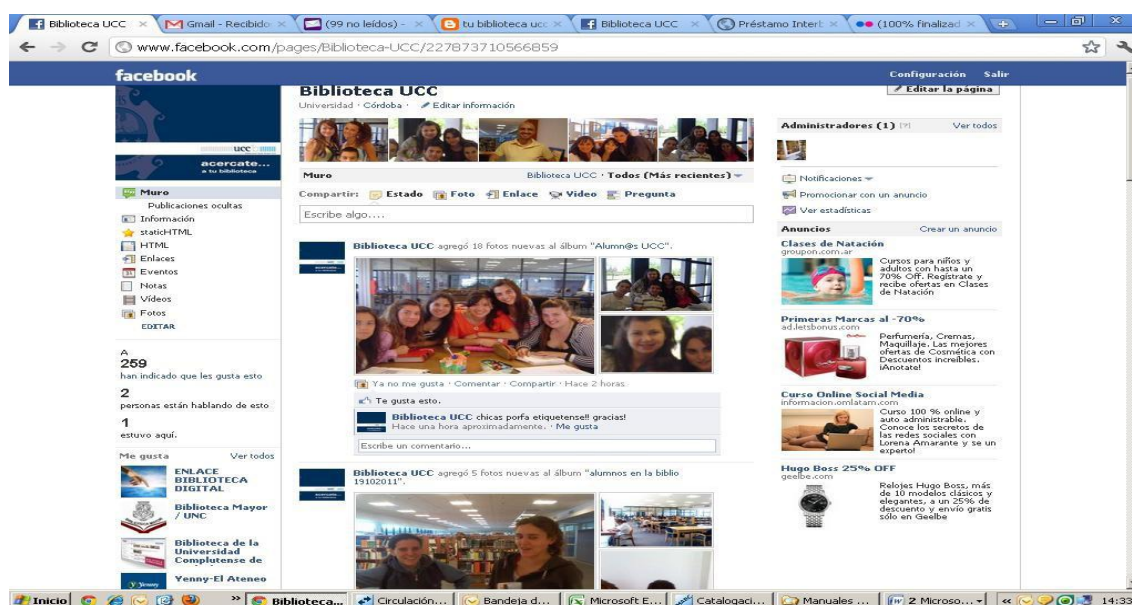 Biblioteca UCC
Gmail - Recibido
(99 no leídos) -
tu biblioteca ucc
Biblioteca UCC
Préstamo Interb
(100% finalizad
www.facebook.com/pages/Biblioteca-UCC/227873710566859
facebook
Configuración Salir
ucc
acercate...
a tu biblioteca
Muro
Publicaciones ocultas
Información
staticHTML
HTML
Enlaces
Eventos
Notas
Vídeos
Fotos
EDITAR
A
259
han indicado que les gusta esto
2
personas están hablando de esto
1
estuvo aquí.
Me gusta Ver todos
ENLACE
BIBLIOTECA
DIGITAL
Biblioteca Mayor
/ UNC
Biblioteca de la
Universidad
Complutense de
Yenny-El Ateneo
Biblioteca UCC
Universidad · Córdoba · Editar información
Muro Biblioteca UCC · Todos (Más recientes)
Compartir: Estado Foto Enlace Vídeo Pregunta
Escribe algo....
Biblioteca UCC agregó 18 fotos nuevas al álbum "Alumn@s UCC".
Ya no me gusta · Comentar · Compartir · Hace 2 horas
Te gusta esto.
Biblioteca UCC chicas porfa etiquetense!! gracias!
Hace una hora aproximadamente. · Me gusta
Escribe un comentario...
Biblioteca UCC agregó 5 fotos nuevas al álbum "alumnos en la biblio
19102011".
Editar la página
Administradores (1) [?] Ver todos
Notificaciones
Promocionar con un anuncio
Ver estadísticas
Anuncios Crear un anuncio
Clases de Natación
groupon.com.ar
Cursos para niños y
adultos con hasta un
70% Off. Regístrate y
recibe ofertas en Clases
de Natación
Primeras Marcas al -70%
ad.letsbonus.com
Perfumería, Cremas,
Maquillaje. Las mejores
ofertas de Cosmética con
Descuentos increíbles.
¡Anotate!
Curso Online Social Media
informacion.omlatam.com
Curso 100 % online y
auto administrable.
Conoce los secretos de
las redes sociales con
Lorena Amarante y se un
experto!
Hugo Boss 25% OFF
geelbe.com
Relojes Hugo Boss, más
de 10 modelos clásicos y
elegantes, a un 25% de
descuento y envío gratis
sólo en Geelbe
Inicio
Biblioteca...
Circulación...
Bandeja d...
Microsoft E...
Catalogaci...
Manuales ...
2 Microso...
14:33